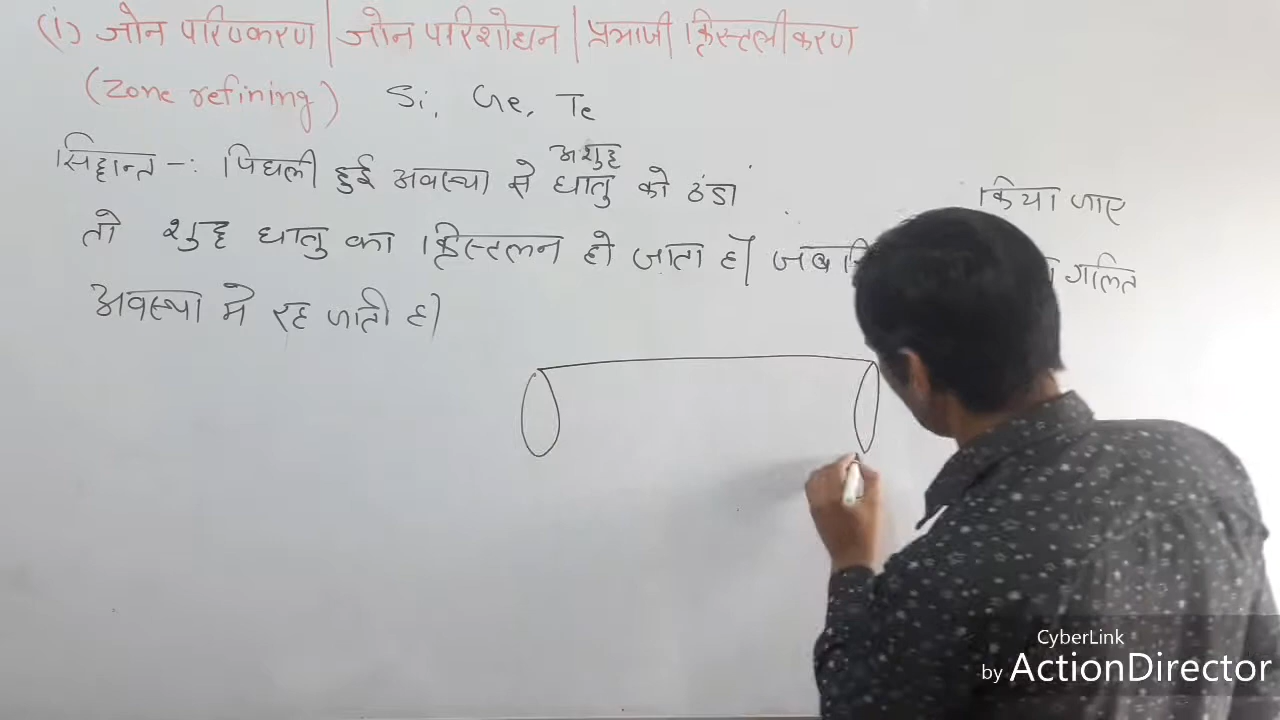 (i) जोन परिष्करण | जोन परिशोधन | प्रभाजी क्रिस्टलीकरण
(Zone refining) Si, Ge, Te
सिद्धान्त -: पिघली हुई अवस्था से अशुद्ध धातु को ठंडा किया जाए
तो शुद्ध धातु का क्रिस्टलन हो जाता है। जबकि गलित
अवस्था मे रह जाती है।
CyberLink
by ActionDirector